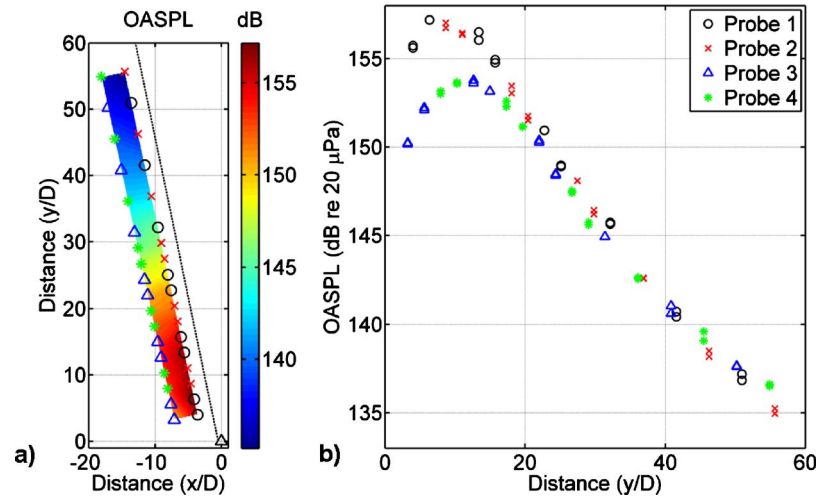 OASPL
dB
60
50
40
30
20
10
0
Distance (y/D)
-20
-10
0
Distance (x/D)
155
150
145
140
a)
155
150
145
140
135
OASPL (dB re 20 μPa)
0
20
40
60
Distance (y/D)
Probe 1
Probe 2
Probe 3
Probe 4
b)